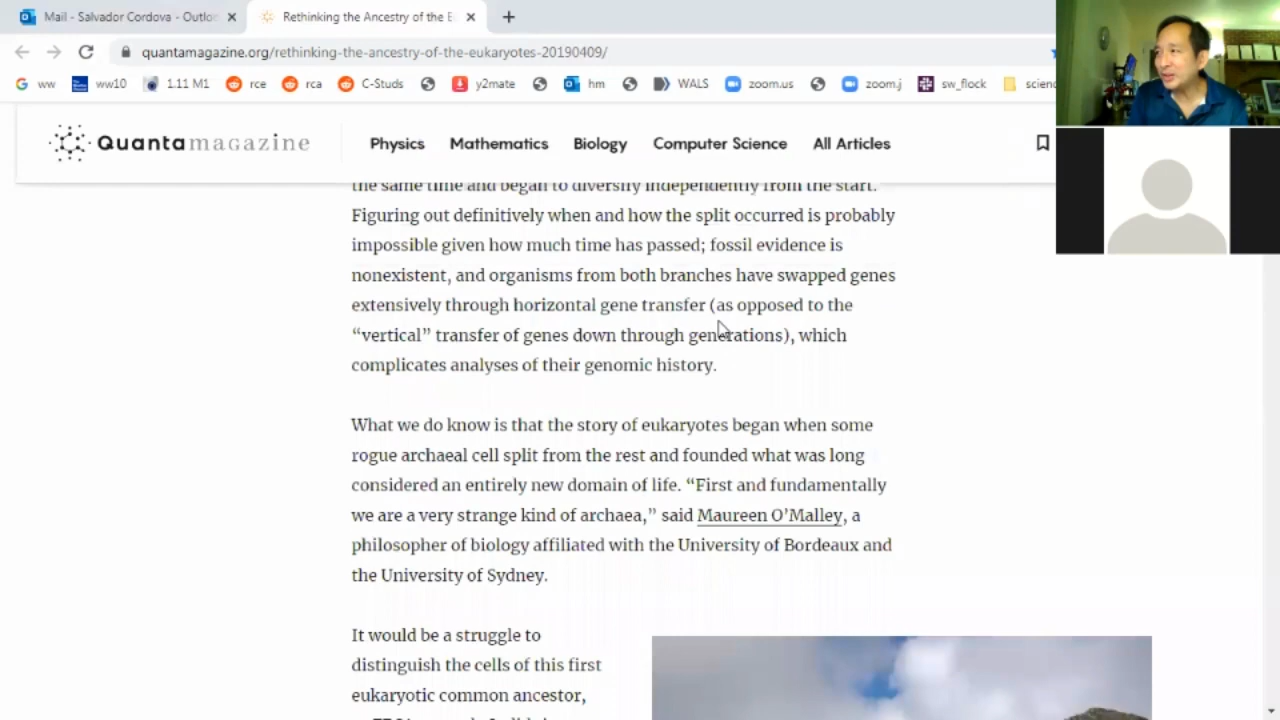 Mail - Salvador Cordova - Outlo
Rethinking the Ancestry of the E
quantamagazine.org/rethinking-the-ancestry-of-the-eukaryotes-20190409/
ww
ww10
1.11 M1
rce
rca
C-Studs
y2mate
hm
WALS
zoom.us
zoom.j
sw_flock
scienc
Quantamagazine
Physics
Mathematics
Biology
Computer Science
All Articles
the same time and began to diversify independently from the start.
Figuring out definitively when and how the split occurred is probably
impossible given how much time has passed; fossil evidence is
nonexistent, and organisms from both branches have swapped genes
extensively through horizontal gene transfer (as opposed to the
“vertical” transfer of genes down through generations), which
complicates analyses of their genomic history.
What we do know is that the story of eukaryotes began when some
rogue archaeal cell split from the rest and founded what was long
considered an entirely new domain of life. “First and fundamentally
we are a very strange kind of archaea,” said Maureen O’Malley, a
philosopher of biology affiliated with the University of Bordeaux and
the University of Sydney.
It would be a struggle to
distinguish the cells of this first
eukaryotic common ancestor,